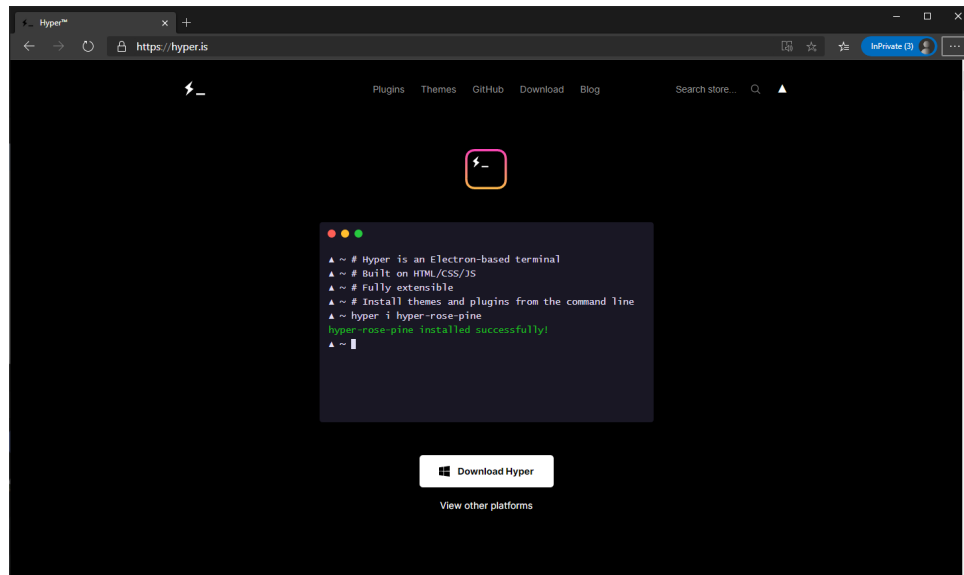 Hyper™
https://hyper.is
InPrivate (3)
Plugins Themes GitHub Download Blog Search store...
▲ ~ # Hyper is an Electron-based terminal
▲ ~ # Built on HTML/CSS/JS
▲ ~ # Fully extensible
▲ ~ # Install themes and plugins from the command line
▲ ~ hyper i hyper-rose-pine
hyper-rose-pine installed successfully!
▲ ~
Download Hyper
View other platforms